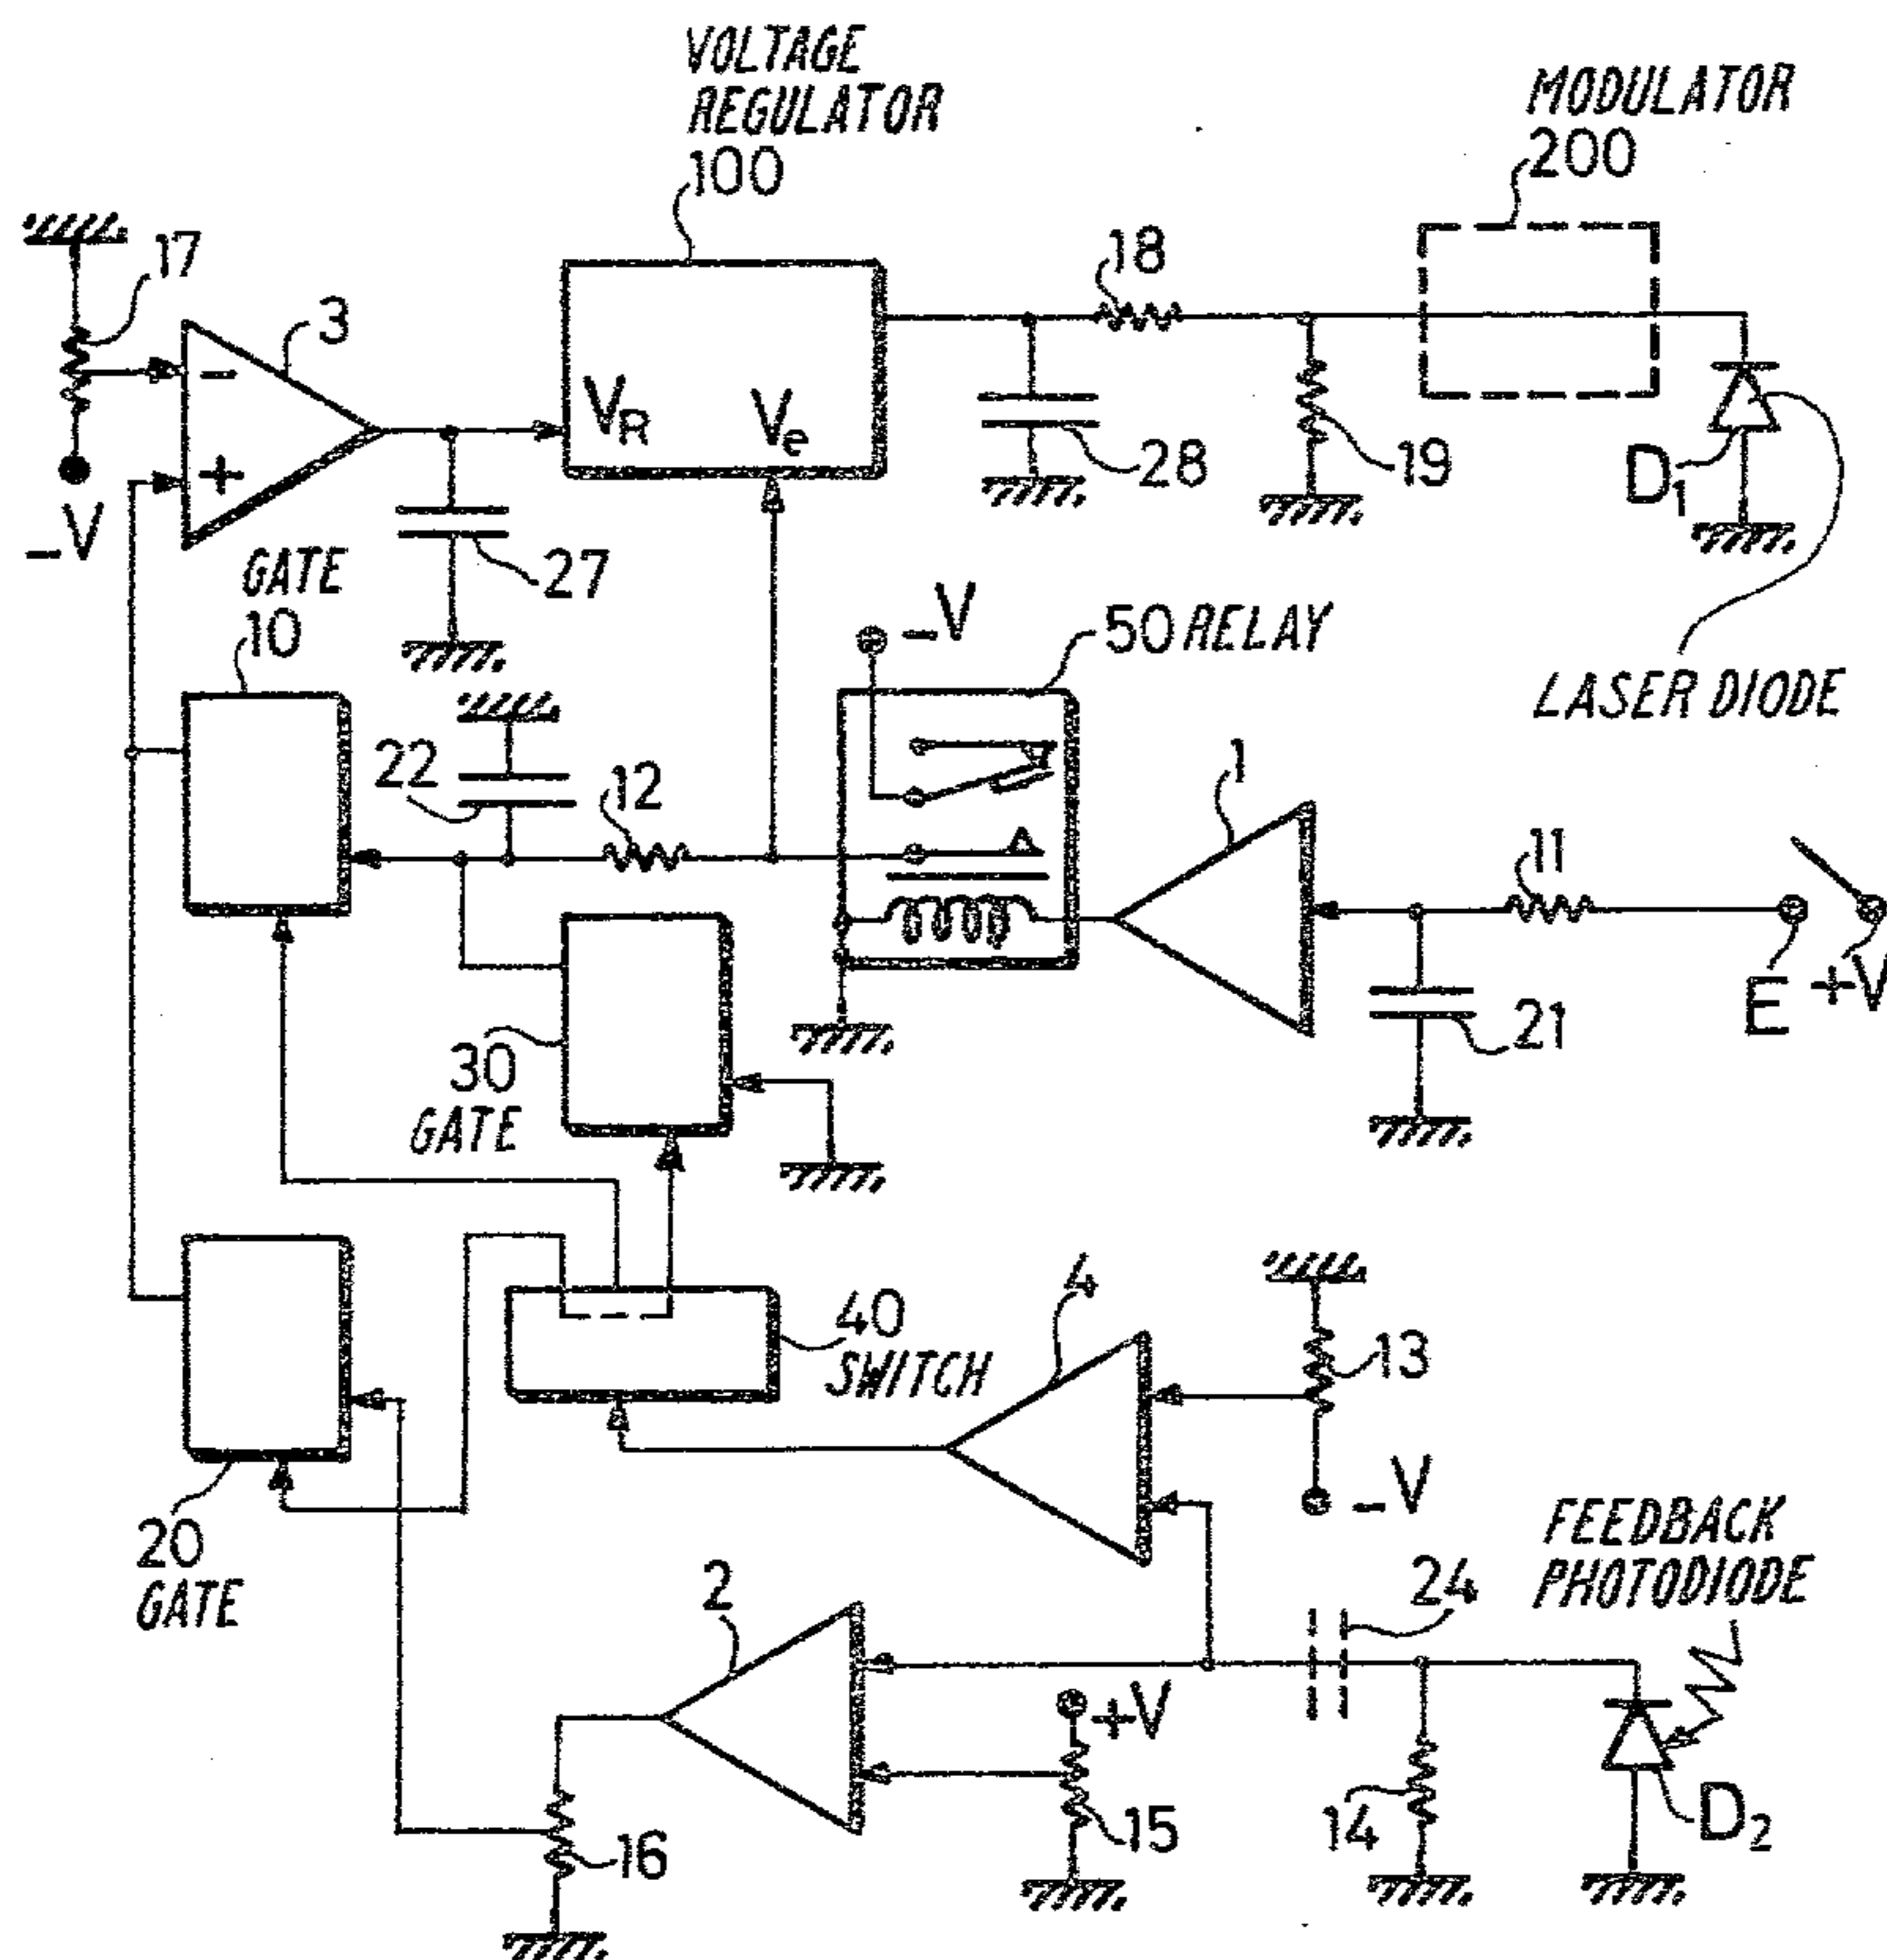 VOLTAGE
REGULATOR
100
MODULATOR
200
17
3
18
-
+
V_R
V_e
28
19
D_1
-V
27
GATE
10
-V
50 RELAY
LASER DIODE
22
12
1
11
E
+V
30
GATE
21
40
SWITCH
4
13
-V
20
GATE
2
24
FEEDBACK
PHOTODIODE
+V
15
14
D_2
16